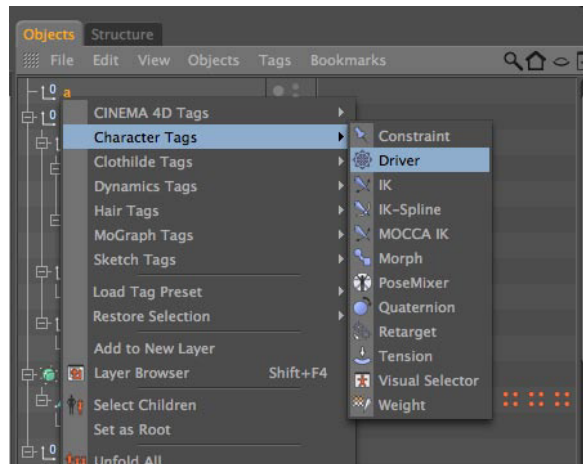 Objects Structure
File Edit View Objects Tags Bookmarks
a
CINEMA 4D Tags
Character Tags
Clothilde Tags
Dynamics Tags
Hair Tags
MoGraph Tags
Sketch Tags
Load Tag Preset
Restore Selection
Add to New Layer
Layer Browser Shift+F4
Select Children
Set as Root
Unfold All
Constraint
Driver
IK
IK-Spline
MOCCA IK
Morph
PoseMixer
Quaternion
Retarget
Tension
Visual Selector
Weight